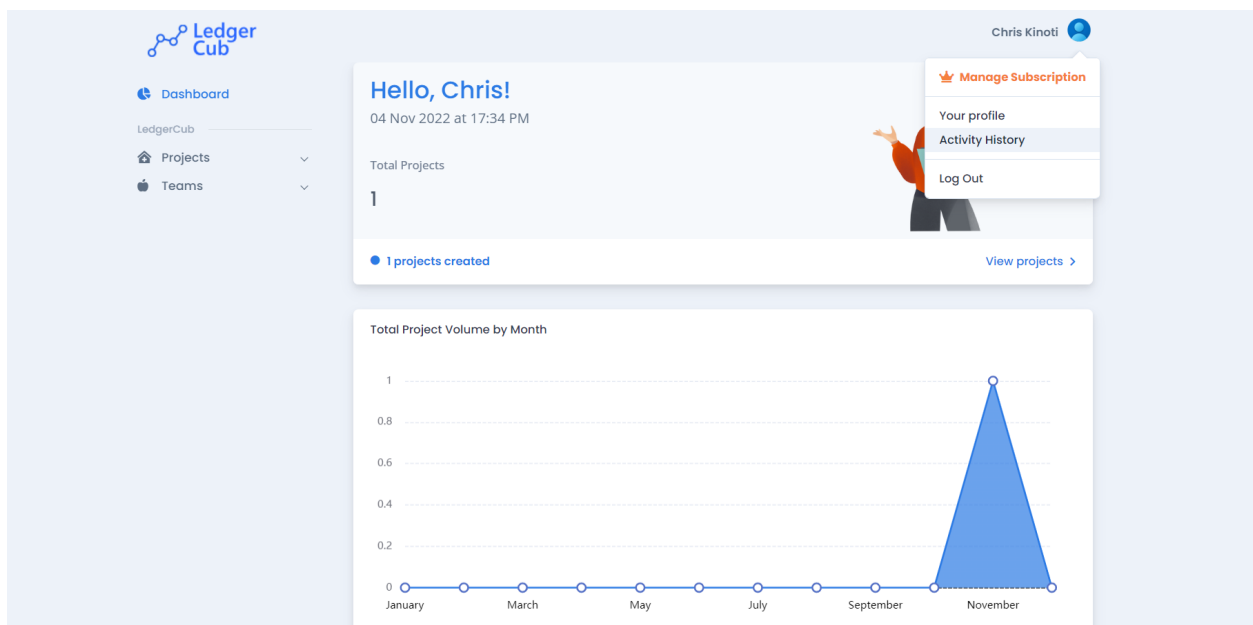 Ledger
Cub
Chris Kinoti
Manage Subscription
Your profile
Activity History
Log Out
Dashboard
LedgerCub
Projects
Teams
Hello, Chris!
04 Nov 2022 at 17:34 PM
Total Projects
1
1 projects created
View projects
Total Project Volume by Month
1
0.8
0.6
0.4
0.2
0
January March May July September November